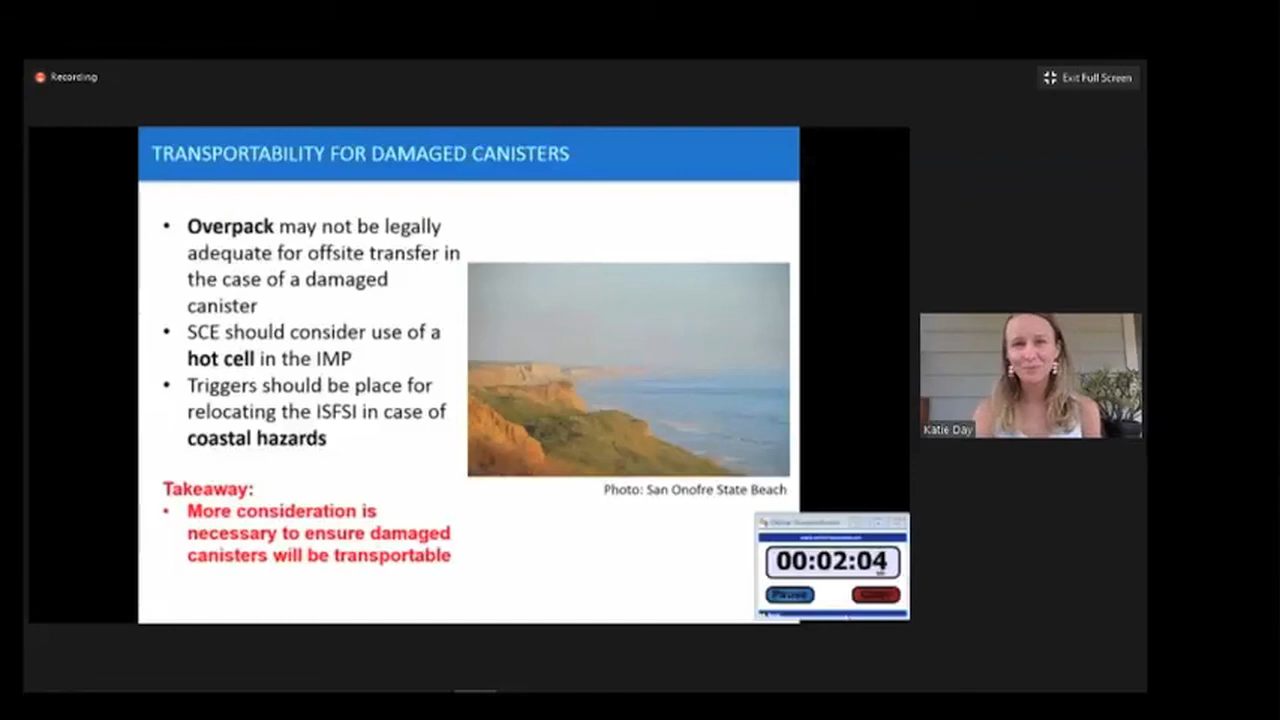 Recording
Exit Full Screen
TRANSPORTABILITY FOR DAMAGED CANISTERS
• Overpack may not be legally
adequate for offsite transfer in
the case of a damaged
canister
• SCE should consider use of a
hot cell in the IMP
• Triggers should be place for
relocating the ISFSI in case of
coastal hazards
Takeaway:
• More consideration is
necessary to ensure damaged
canisters will be transportable
Photo: San Onofre State Beach
Katie Day
00:02:04
Pause